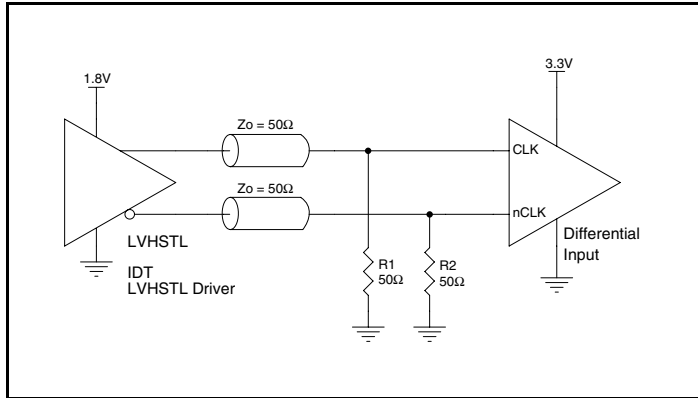 1.8V
3.3V
Zo = 50Ω
CLK
Zo = 50Ω
nCLK
LVHSTL
IDT
LVHSTL Driver
R1
50Ω
R2
50Ω
Differential
Input